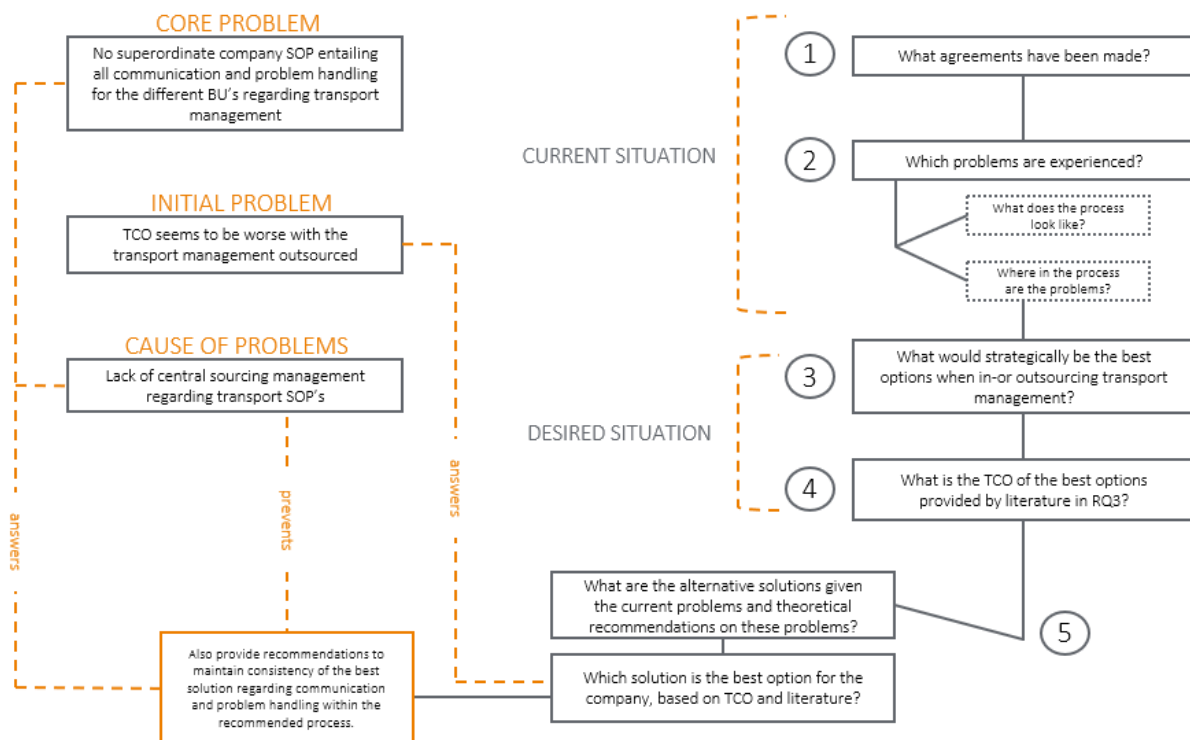 CORE PROBLEM
No superordinate company SOP entailing
all communication and problem handling
for the different BU's regarding transport
management
INITIAL PROBLEM
TCO seems to be worse with the
transport management outsourced
CAUSE OF PROBLEMS
Lack of central sourcing management
regarding transport SOP's
answers
prevents
answers
Also provide recommendations to
maintain consistency of the best
solution regarding communication
and problem handling within the
recommended process.
CURRENT SITUATION
1
What agreements have been made?
2
Which problems are experienced?
What does the process
look like?
Where in the process
are the problems?
DESIRED SITUATION
3
What would strategically be the best
options when in-or outsourcing transport
management?
4
What is the TCO of the best options
provided by literature in RQ3?
5
What are the alternative solutions given
the current problems and theoretical
recommendations on these problems?
Which solution is the best option for the
company, based on TCO and literature?